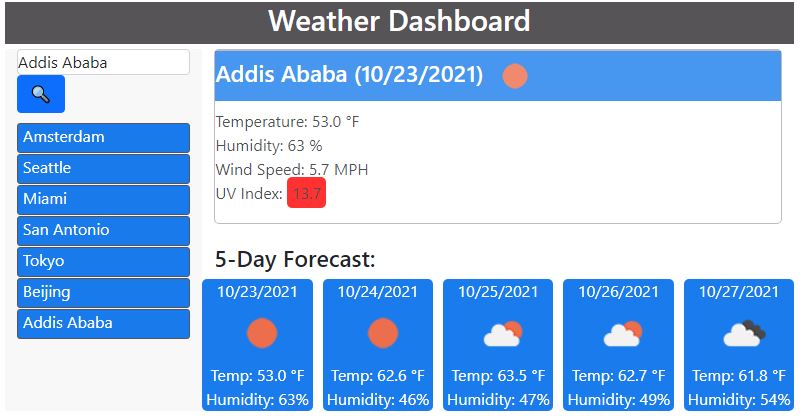 Weather Dashboard
Addis Ababa
Amsterdam
Seattle
Miami
San Antonio
Tokyo
Beijing
Addis Ababa
Addis Ababa (10/23/2021)
Temperature: 53.0 °F
Humidity: 63 %
Wind Speed: 5.7 MPH
UV Index: 13.7
5-Day Forecast:
10/23/2021
Temp: 53.0 °F
Humidity: 63%
10/24/2021
Temp: 62.6 °F
Humidity: 46%
10/25/2021
Temp: 63.5 °F
Humidity: 47%
10/26/2021
Temp: 62.7 °F
Humidity: 49%
10/27/2021
Temp: 61.8 °F
Humidity: 54%